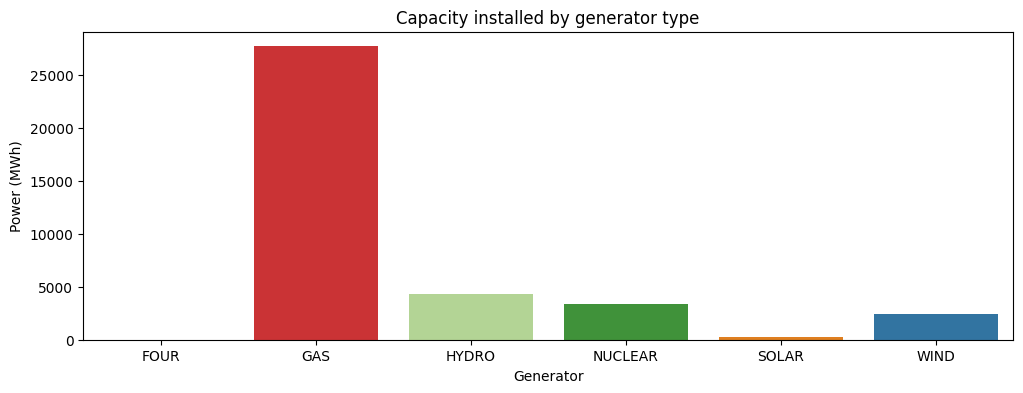 Capacity installed by generator type
Power (MWh)
25000
20000
15000
10000
5000
0
FOUR GAS HYDRO NUCLEAR SOLAR WIND
Generator